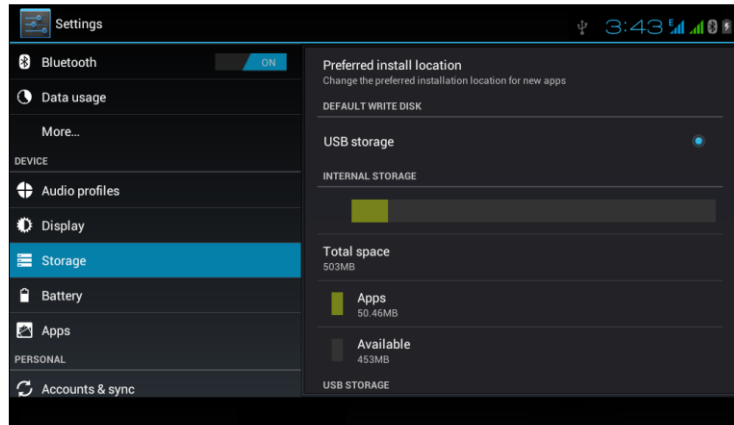 Settings
3:43
E
Bluetooth
ON
Data usage
More...
DEVICE
Audio profiles
Display
Storage
Battery
Apps
PERSONAL
Accounts & sync
Preferred install location
Change the preferred installation location for new apps
DEFAULT WRITE DISK
USB storage
INTERNAL STORAGE
Total space
503MB
Apps
50.46MB
Available
453MB
USB STORAGE